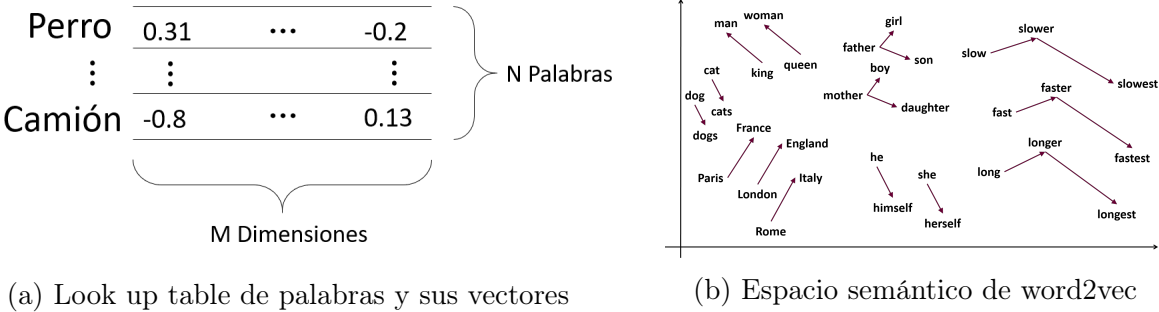 Perro 0.31 ... -0.2
N Palabras
Camión -0.8 ... 0.13
M Dimensiones
(a) Look up table de palabras y sus vectores
man woman
king queen
cat cats
dog dogs
France England Italy
Paris London Rome
father girl son
mother boy daughter
he himself
she herself
slow slower slowest
fast faster fastest
long longer longest
(b) Espacio semántico de word2vec